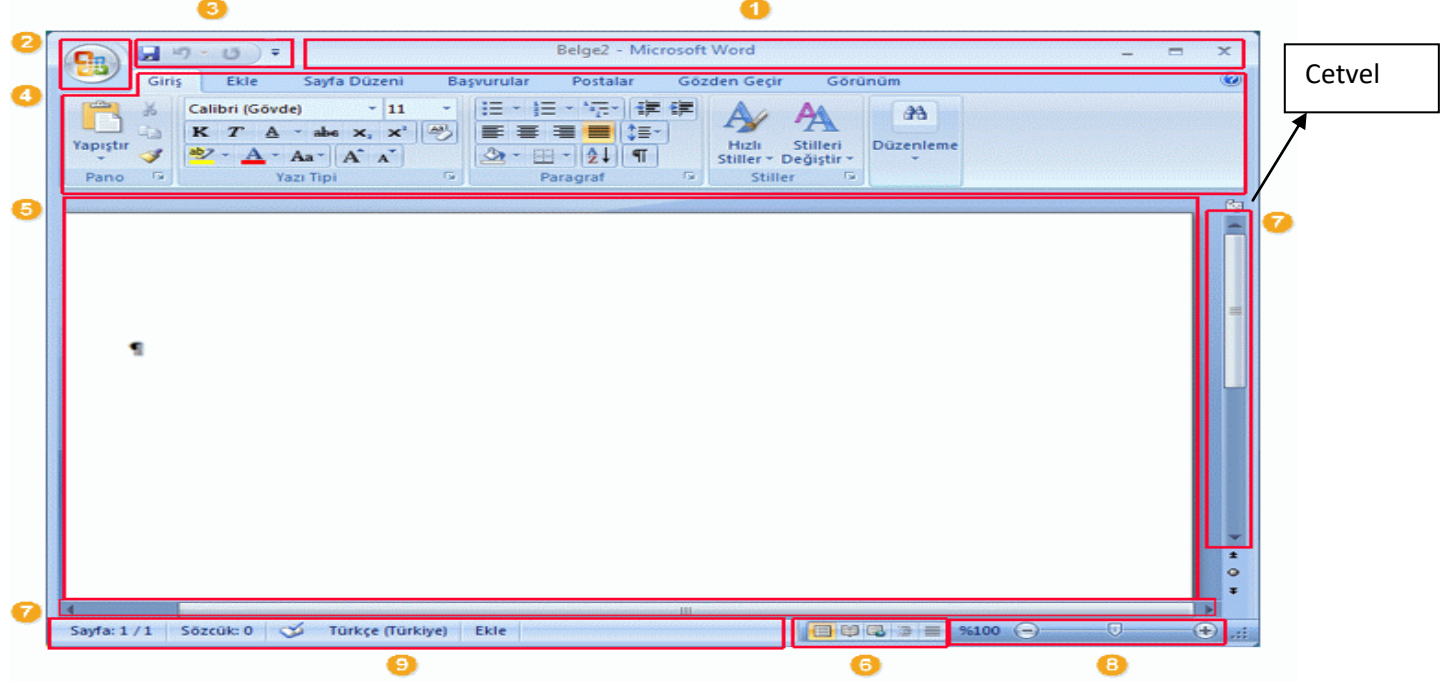 3 1
2
Belge2 - Microsoft Word
Cetvel
Giriş Ekle Sayfa Düzeni Başvurular Postalar Gözden Geçir Görünüm
4
Calibri (Gövde) 11
K T A abe x, x²
Yapıştır
Hızlı Stiller Stilleri Değiştir Düzenleme
ab A Aa A A
Pano Yazı Tipi Paragraf Stiller
5
7
¶
7
Sayfa: 1 / 1 Sözcük: 0 Türkçe (Türkiye) Ekle %100
9 6 8